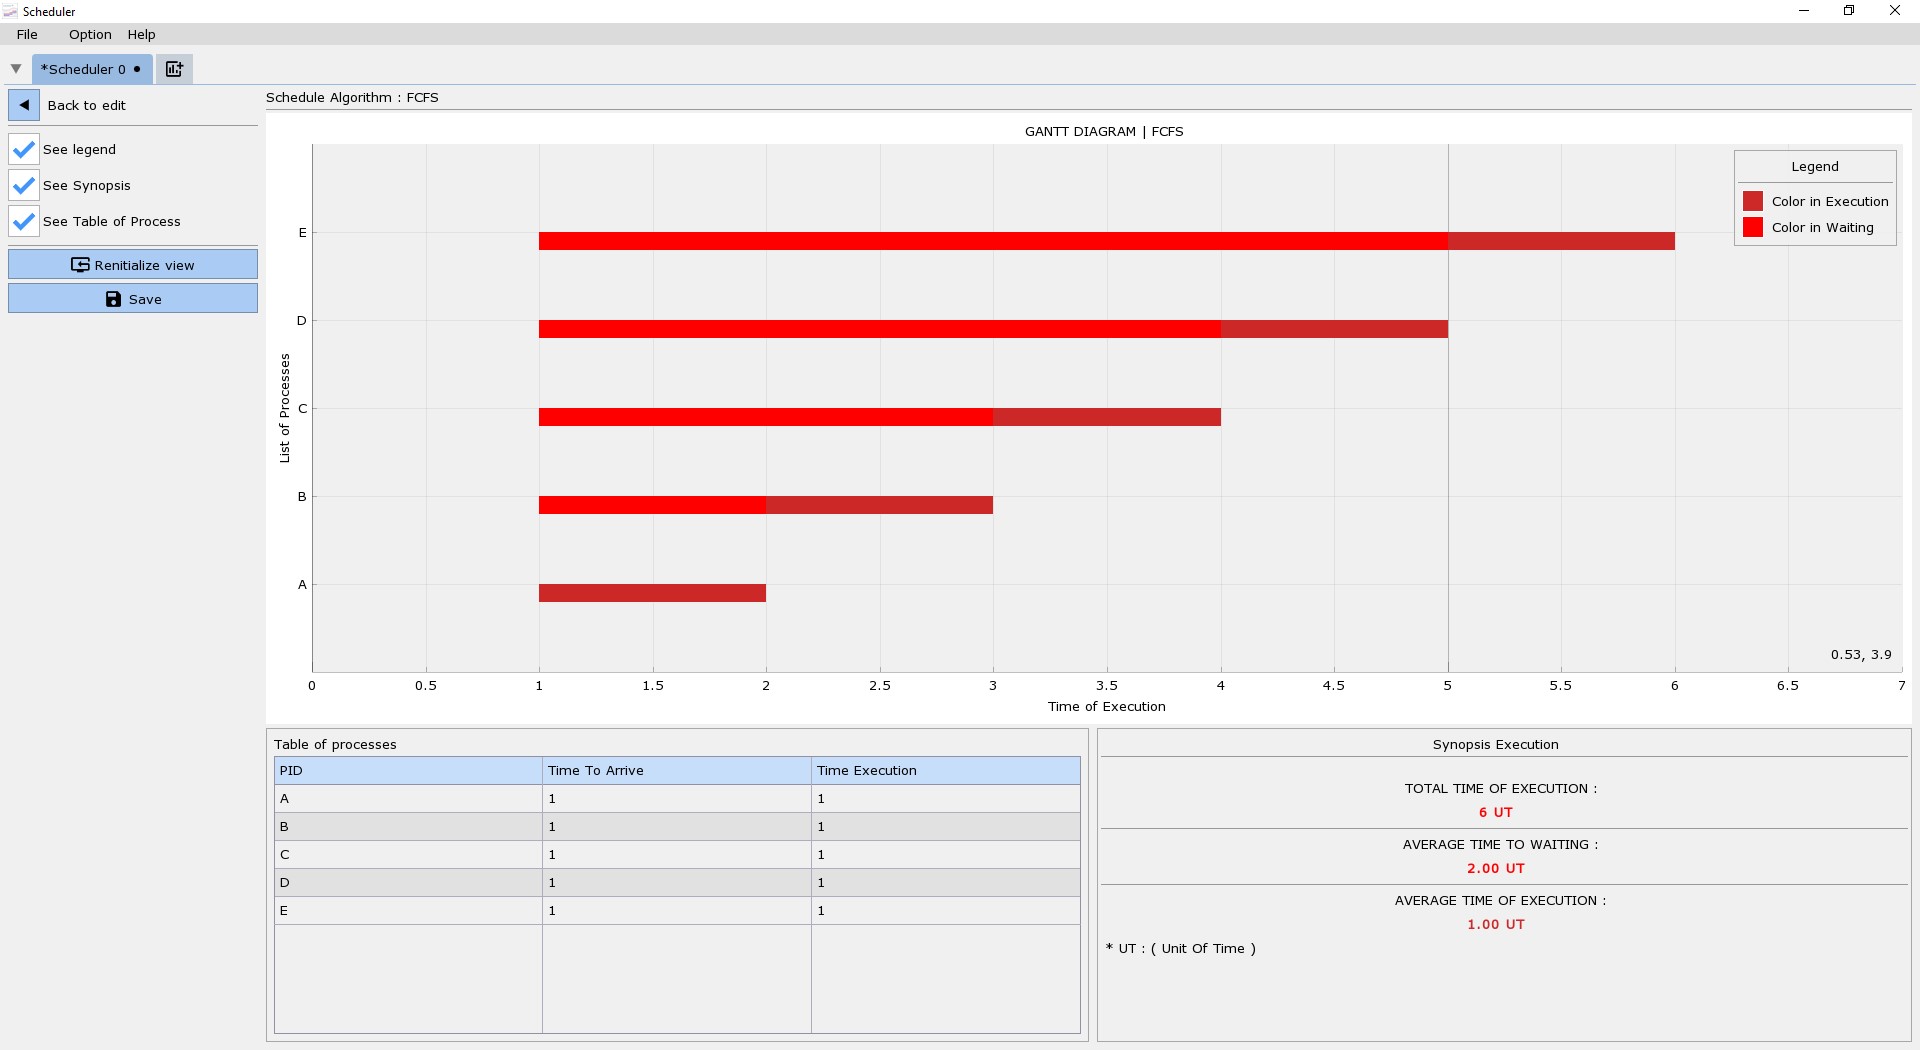 Scheduler
File Option Help
*Scheduler 0
Back to edit
See legend
See Synopsis
See Table of Process
Renitialize view
Save
Schedule Algorithm : FCFS
GANTT DIAGRAM | FCFS
Legend
Color in Execution
Color in Waiting
List of Processes
E
D
C
B
A
0.53, 3.9
0 0.5 1 1.5 2 2.5 3 3.5 4 4.5 5 5.5 6 6.5 7
Time of Execution
Table of processes
PID Time To Arrive Time Execution
A 1 1
B 1 1
C 1 1
D 1 1
E 1 1
Synopsis Execution
TOTAL TIME OF EXECUTION :
6 UT
AVERAGE TIME TO WAITING :
2.00 UT
AVERAGE TIME OF EXECUTION :
1.00 UT
* UT : ( Unit Of Time )